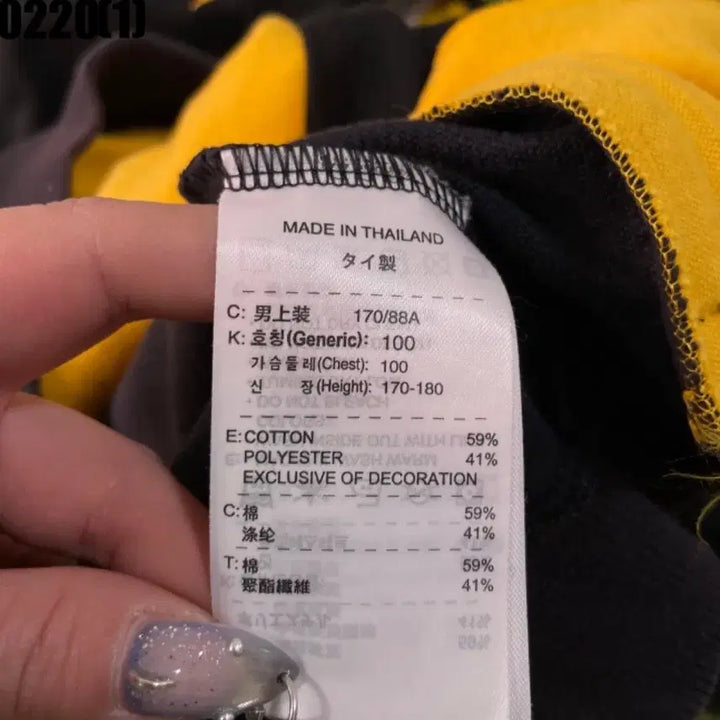 0220(1)
MADE IN THAILAND
タイ製
C: 男上裝 170/88A
K: 호칭(Generic): 100
가슴둘레(Chest): 100
신 장(Height): 170-180
E: COTTON 59%
POLYESTER 41%
EXCLUSIVE OF DECORATION
C: 棉 59%
涤纶 41%
T: 棉 59%
聚酯纖維 41%